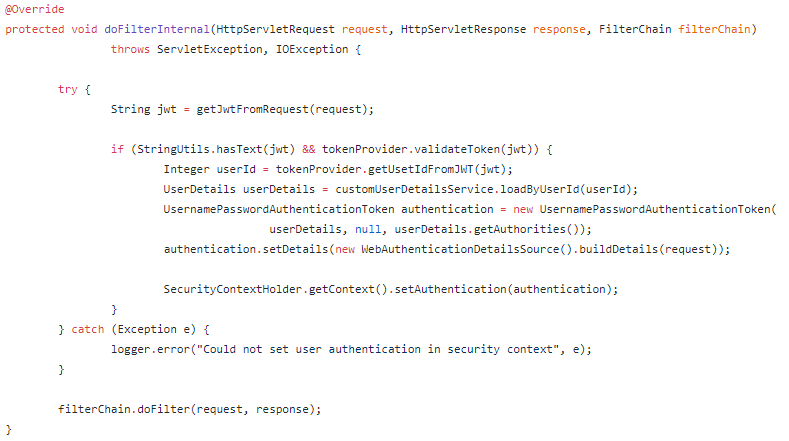 @Override
protected void doFilterInternal(HttpServletRequest request, HttpServletResponse response, FilterChain filterChain)
throws ServletException, IOException {
try {
String jwt = getJwtFromRequest(request);
if (StringUtils.hasText(jwt) && tokenProvider.validateToken(jwt)) {
Integer userId = tokenProvider.getUsetIdFromJWT(jwt);
UserDetails userDetails = customUserDetailsService.loadByUserId(userId);
UsernamePasswordAuthenticationToken authentication = new UsernamePasswordAuthenticationToken(
userDetails, null, userDetails.getAuthorities());
authentication.setDetails(new WebAuthenticationDetailsSource().buildDetails(request));
SecurityContextHolder.getContext().setAuthentication(authentication);
}
} catch (Exception e) {
logger.error("Could not set user authentication in security context", e);
}
filterChain.doFilter(request, response);
}